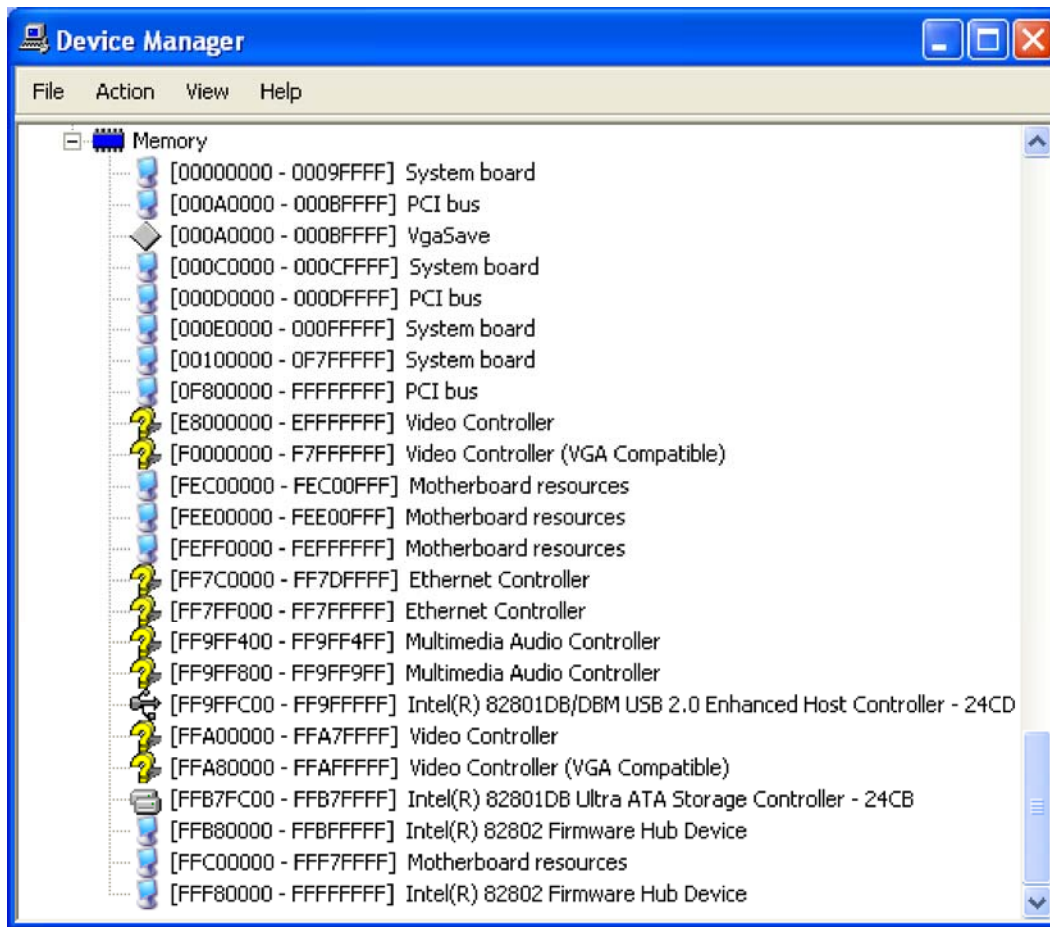 Device Manager
File Action View Help
Memory
[00000000 - 0009FFFF] System board
[000A0000 - 000BFFFF] PCI bus
[000A0000 - 000BFFFF] VgaSave
[000C0000 - 000CFFFF] System board
[000D0000 - 000DFFFF] PCI bus
[000E0000 - 000FFFFF] System board
[00100000 - 0F7FFFFF] System board
[0F800000 - FFFFFFFF] PCI bus
[E8000000 - EFFFFFFF] Video Controller
[F0000000 - F7FFFFFF] Video Controller (VGA Compatible)
[FEC00000 - FEC00FFF] Motherboard resources
[FEE00000 - FEE00FFF] Motherboard resources
[FEFF0000 - FEFFFFFF] Motherboard resources
[FF7C0000 - FF7DFFFF] Ethernet Controller
[FF7FF000 - FF7FFFFF] Ethernet Controller
[FF9FF400 - FF9FF4FF] Multimedia Audio Controller
[FF9FF800 - FF9FF9FF] Multimedia Audio Controller
[FF9FFC00 - FF9FFFFF] Intel(R) 82801DB/DBM USB 2.0 Enhanced Host Controller - 24CD
[FFA00000 - FFA7FFFF] Video Controller
[FFA80000 - FFAFFFFF] Video Controller (VGA Compatible)
[FFB7FC00 - FFB7FFFF] Intel(R) 82801DB Ultra ATA Storage Controller - 24CB
[FFB80000 - FFBFFFFF] Intel(R) 82802 Firmware Hub Device
[FFC00000 - FFF7FFFF] Motherboard resources
[FFF80000 - FFFFFFFF] Intel(R) 82802 Firmware Hub Device